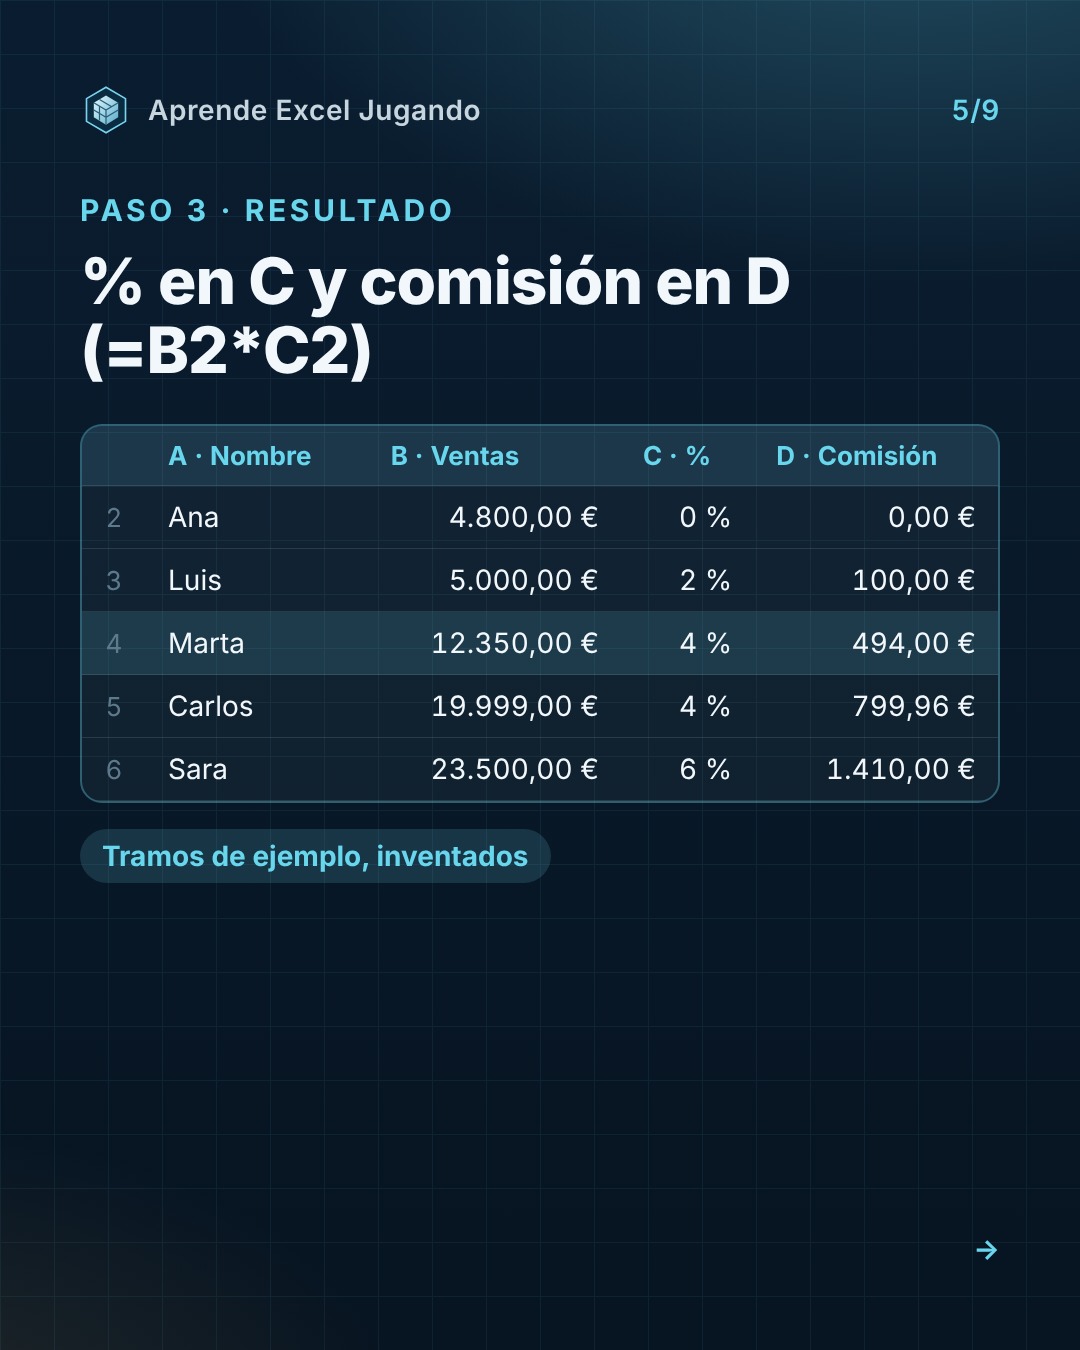 Aprende Excel Jugando
5/9
PASO 3 · RESULTADO
% en C y comisión en D
(=B2*C2)
A · Nombre B · Ventas C · % D · Comisión
2 Ana 4.800,00 € 0 % 0,00 €
3 Luis 5.000,00 € 2 % 100,00 €
4 Marta 12.350,00 € 4 % 494,00 €
5 Carlos 19.999,00 € 4 % 799,96 €
6 Sara 23.500,00 € 6 % 1.410,00 €
Tramos de ejemplo, inventados
→